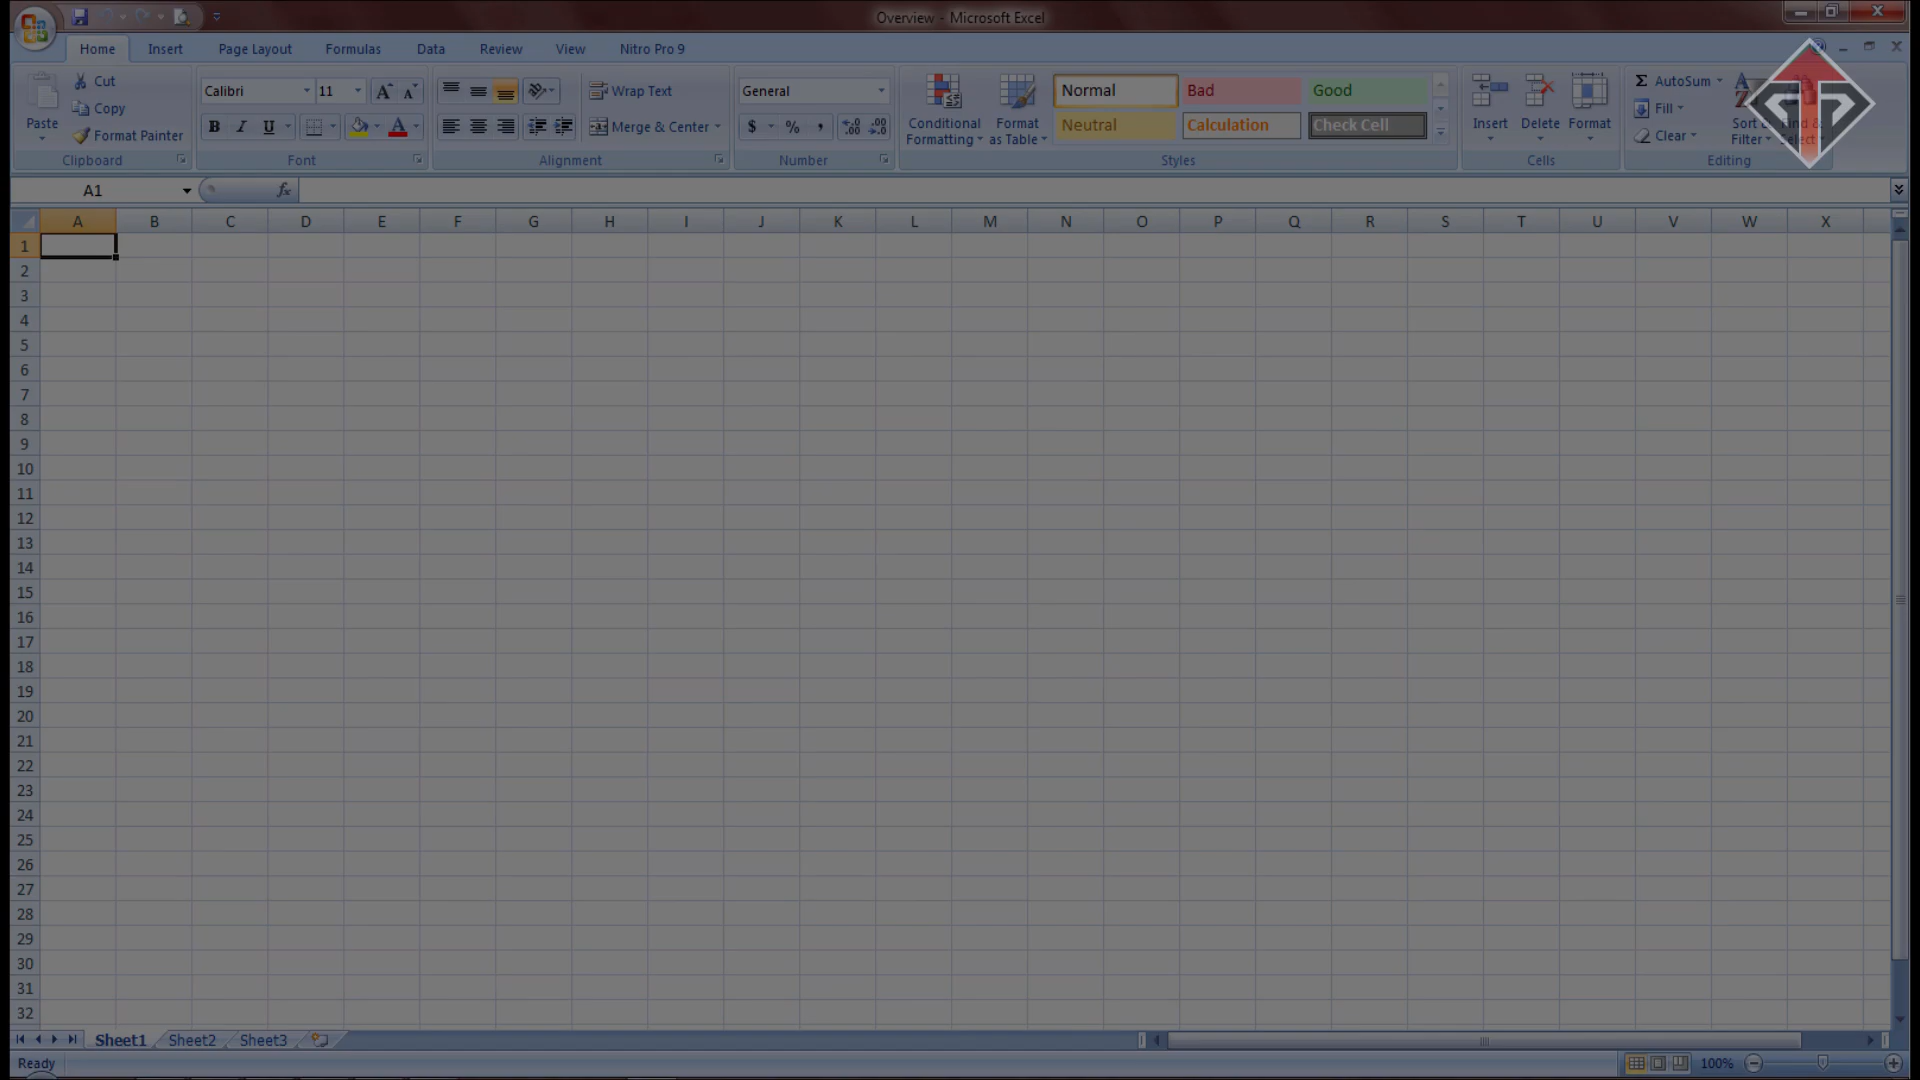 Overview - Microsoft Excel
Home Insert Page Layout Formulas Data Review View Nitro Pro 9
Paste
Cut
Copy
Format Painter
Clipboard
Calibri 11
B I U
Font
Wrap Text
Merge & Center
Alignment
General
$ % ,
Number
Conditional Formatting
Format as Table
Normal Bad Good
Neutral Calculation Check Cell
Styles
Insert Delete Format
Cells
Σ AutoSum
Fill
Clear
Sort & Filter
Find & Select
Editing
A1 fx
A B C D E F G H I J K L M N O P Q R S T U V W X
1
2
3
4
5
6
7
8
9
10
11
12
13
14
15
16
17
18
19
20
21
22
23
24
25
26
27
28
29
30
31
32
Sheet1 Sheet2 Sheet3
Ready 100%